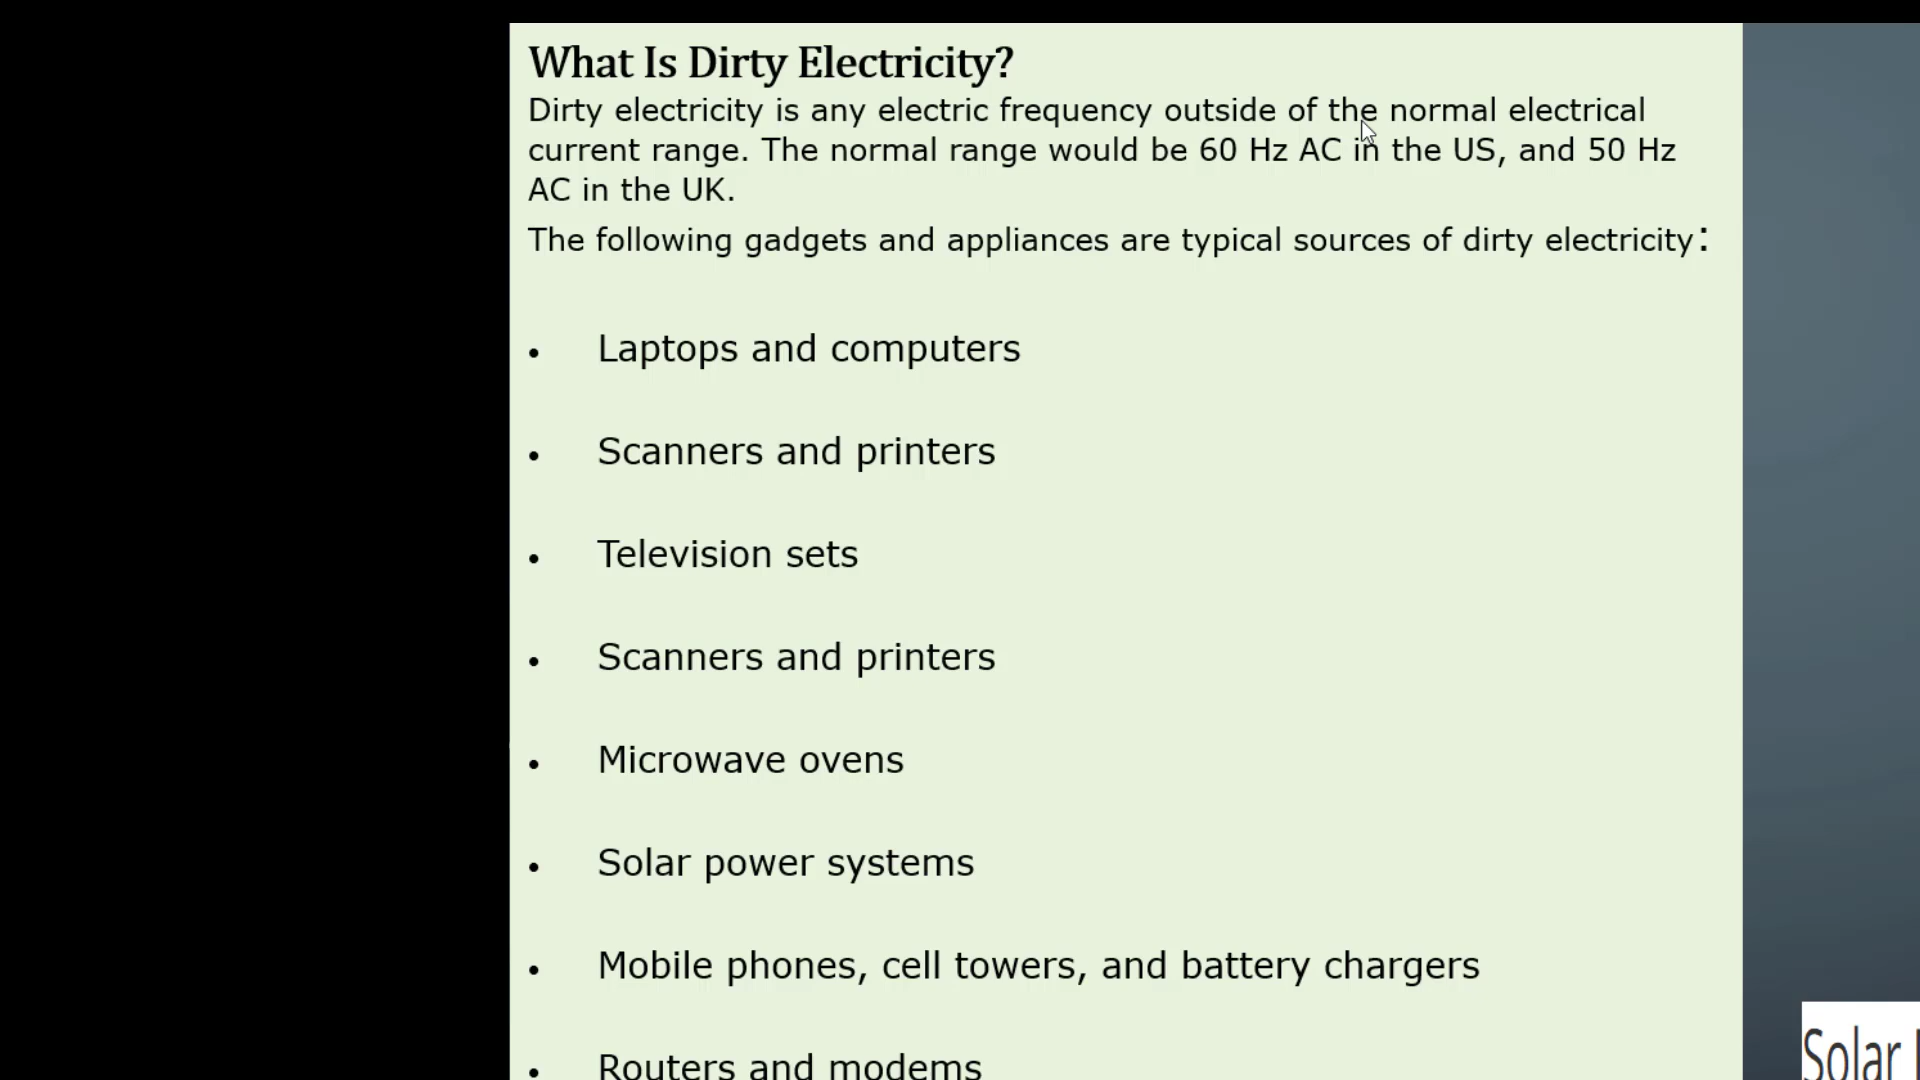 What Is Dirty Electricity?
Dirty electricity is any electric frequency outside of the normal electrical
current range. The normal range would be 60 Hz AC in the US, and 50 Hz
AC in the UK.
The following gadgets and appliances are typical sources of dirty electricity:
• Laptops and computers
• Scanners and printers
• Television sets
• Scanners and printers
• Microwave ovens
• Solar power systems
• Mobile phones, cell towers, and battery chargers
• Routers and modems
Solar